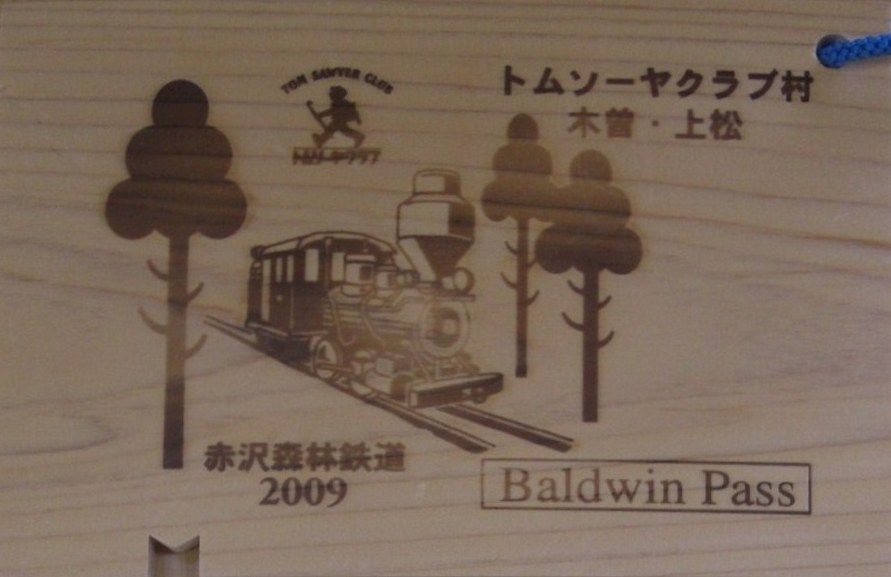 TOM SAWYER CLUB
トムソーヤクラブ
トムソーヤクラブ村
木曽・上松
赤沢森林鉄道
2009
Baldwin Pass